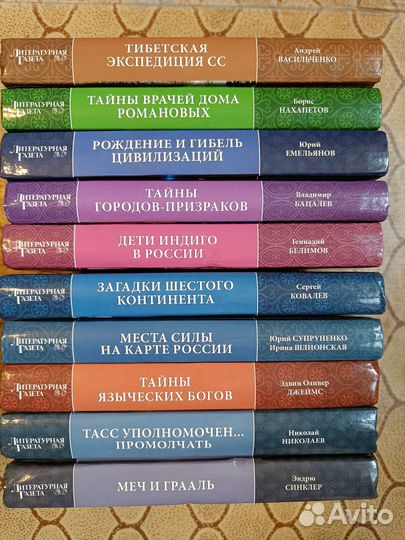 ЛИТЕРАТУРНАЯ
ГАЗЕТА
ТИБЕТСКАЯ
ЭКСПЕДИЦИЯ СС
Андрей
ВАСИЛЬЧЕНКО
ЛИТЕРАТУРНАЯ
ГАЗЕТА
ТАЙНЫ ВРАЧЕЙ ДОМА
РОМАНОВЫХ
Борис
НАХАПЕТОВ
ЛИТЕРАТУРНАЯ
ГАЗЕТА
РОЖДЕНИЕ И ГИБЕЛЬ
ЦИВИЛИЗАЦИЙ
Юрий
ЕМЕЛЬЯНОВ
ЛИТЕРАТУРНАЯ
ГАЗЕТА
ТАЙНЫ
ГОРОДОВ-ПРИЗРАКОВ
Владимир
БАЦАЛЕВ
ЛИТЕРАТУРНАЯ
ГАЗЕТА
ДЕТИ ИНДИГО
В РОССИИ
Геннадий
БЕЛИМОВ
ЛИТЕРАТУРНАЯ
ГАЗЕТА
ЗАГАДКИ ШЕСТОГО
КОНТИНЕНТА
Сергей
КОВАЛЕВ
ЛИТЕРАТУРНАЯ
ГАЗЕТА
МЕСТА СИЛЫ
НА КАРТЕ РОССИИ
Юрий СУПРУНЕНКО
Ирина ШЛИОНСКАЯ
ЛИТЕРАТУРНАЯ
ГАЗЕТА
ТАЙНЫ
ЯЗЫЧЕСКИХ БОГОВ
Эдвин Оливер
ДЖЕЙМС
ЛИТЕРАТУРНАЯ
ГАЗЕТА
ТАСС УПОЛНОМОЧЕН...
ПРОМОЛЧАТЬ
Николай
НИКОЛАЕВ
ЛИТЕРАТУРНАЯ
ГАЗЕТА
МЕЧ И ГРААЛЬ
Эндрю
СИНКЛЕР
Avito